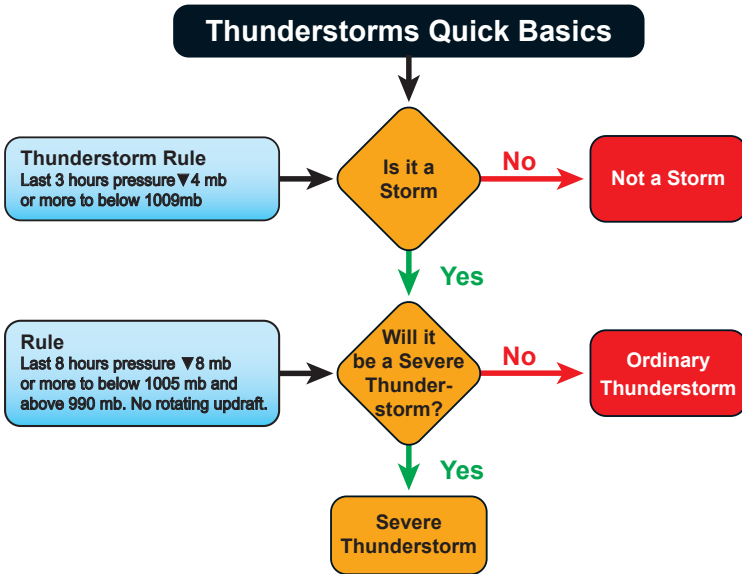 Thunderstorms Quick Basics
Thunderstorm Rule
Last 3 hours pressure ▼4 mb
or more to below 1009mb
Is it a
Storm
No
Not a Storm
Yes
Rule
Last 8 hours pressure ▼8 mb
or more to below 1005 mb and
above 990 mb. No rotating updraft.
Will it
be a Severe
Thunder-
storm?
No
Ordinary
Thunderstorm
Yes
Severe
Thunderstorm